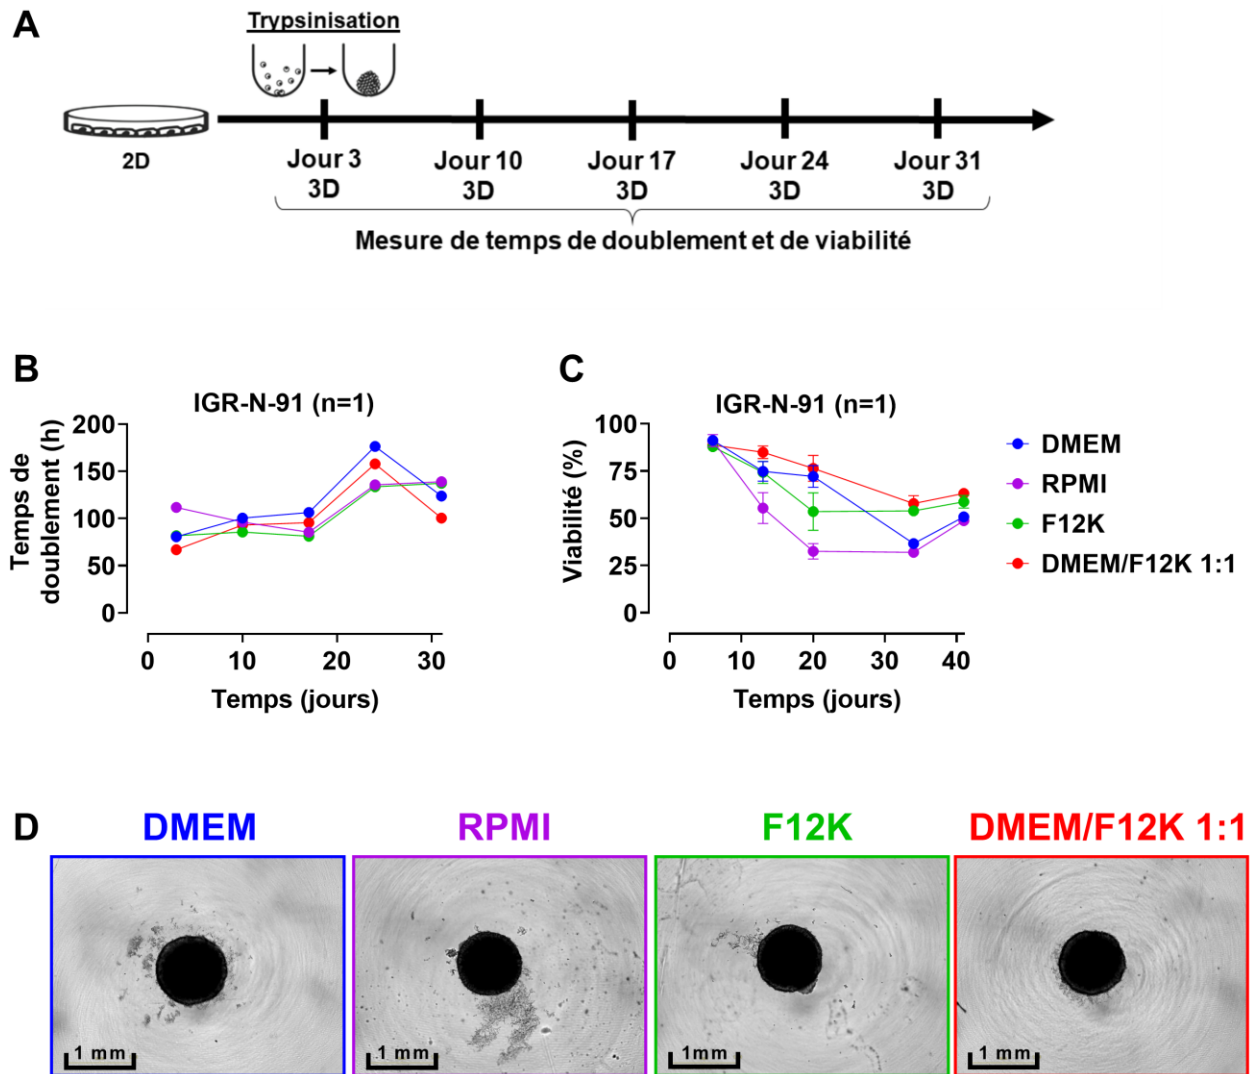 A
Trypsinisation
2D
Jour 3
3D
Jour 10
3D
Jour 17
3D
Jour 24
3D
Jour 31
3D
Mesure de temps de doublement et de viabilité
B
IGR-N-91 (n=1)
Temps de
doublement (h)
200
150
100
50
0
0 10 20 30
Temps (jours)
C
IGR-N-91 (n=1)
Viabilité (%)
100
75
50
25
0
0 10 20 30 40
Temps (jours)
DMEM
RPMI
F12K
DMEM/F12K 1:1
D
DMEM
RPMI
F12K
DMEM/F12K 1:1
1 mm
1 mm
1mm
1 mm